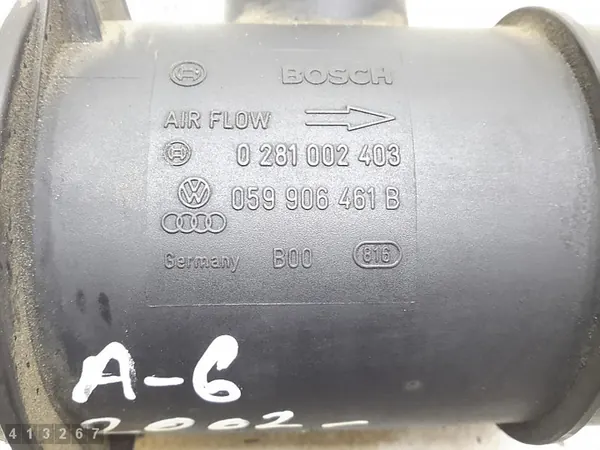 BOSCH
AIR FLOW
0 281 002 403
059 906 461 B
Germany B00 816
A-6
2002-
413267